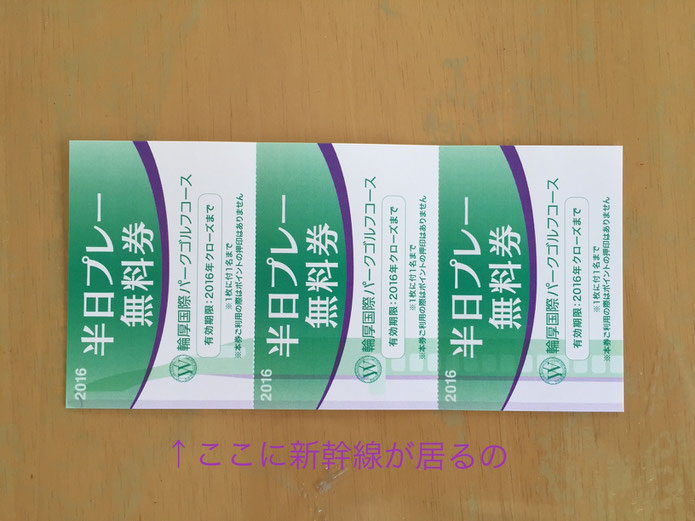 2016
半日プレー
無料券
W
輪厚国際パークゴルフコース
有効期限:2016年クローズまで
※1枚に付1名まで
※本券ご利用の際はポイントの押印はありません
2016
半日プレー
無料券
W
輪厚国際パークゴルフコース
有効期限:2016年クローズまで
※1枚に付1名まで
※本券ご利用の際はポイントの押印はありません
2016
半日プレー
無料券
W
輪厚国際パークゴルフコース
有効期限:2016年クローズまで
※1枚に付1名まで
※本券ご利用の際はポイントの押印はありません
↑ここに新幹線が居るの